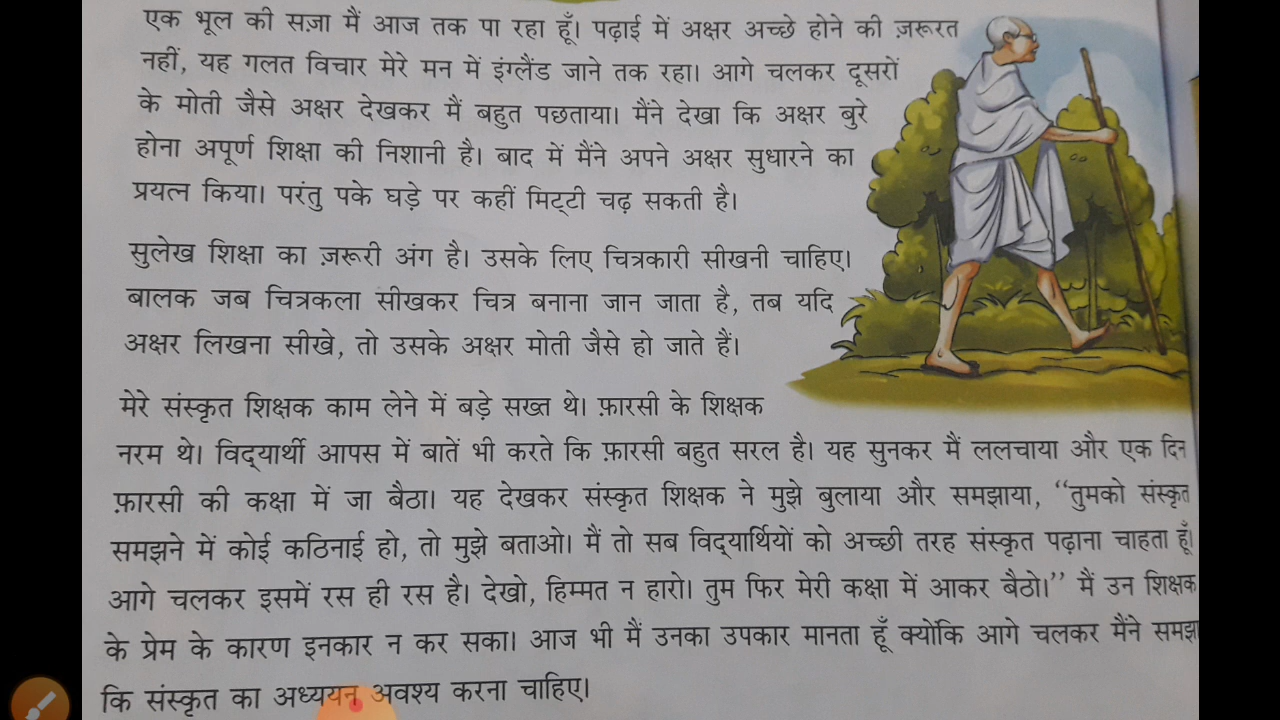 एक भूल की सज़ा मैं आज तक पा रहा हूँ। पढ़ाई में अक्षर अच्छे होने की ज़रूरत
नहीं, यह गलत विचार मेरे मन में इंग्लैंड जाने तक रहा। आगे चलकर दूसरों
के मोती जैसे अक्षर देखकर मैं बहुत पछताया। मैंने देखा कि अक्षर बुरे
होना अपूर्ण शिक्षा की निशानी है। बाद में मैंने अपने अक्षर सुधारने का
प्रयत्न किया। परंतु पके घड़े पर कहीं मिट्‌टी चढ़ सकती है।
सुलेख शिक्षा का ज़रूरी अंग है। उसके लिए चित्रकारी सीखनी चाहिए।
बालक जब चित्रकला सीखकर चित्र बनाना जान जाता है, तब यदि
अक्षर लिखना सीखे, तो उसके अक्षर मोती जैसे हो जाते हैं।
मेरे संस्कृत शिक्षक काम लेने में बड़े सख्त थे। फ़ारसी के शिक्षक
नरम थे। विद्‌यार्थी आपस में बातें भी करते कि फ़ारसी बहुत सरल है। यह सुनकर मैं ललचाया और एक दिन
फ़ारसी की कक्षा में जा बैठा। यह देखकर संस्कृत शिक्षक ने मुझे बुलाया और समझाया, “तुमको संस्कृत
समझने में कोई कठिनाई हो, तो मुझे बताओ। मैं तो सब विद्‌यार्थियों को अच्छी तरह संस्कृत पढ़ाना चाहता हूँ।
आगे चलकर इसमें रस ही रस है। देखो, हिम्मत न हारो। तुम फिर मेरी कक्षा में आकर बैठो।” मैं उन शिक्षक
के प्रेम के कारण इनकार न कर सका। आज भी मैं उनका उपकार मानता हूँ क्योंकि आगे चलकर मैंने समझा
कि संस्कृत का अध्ययन अवश्य करना चाहिए।